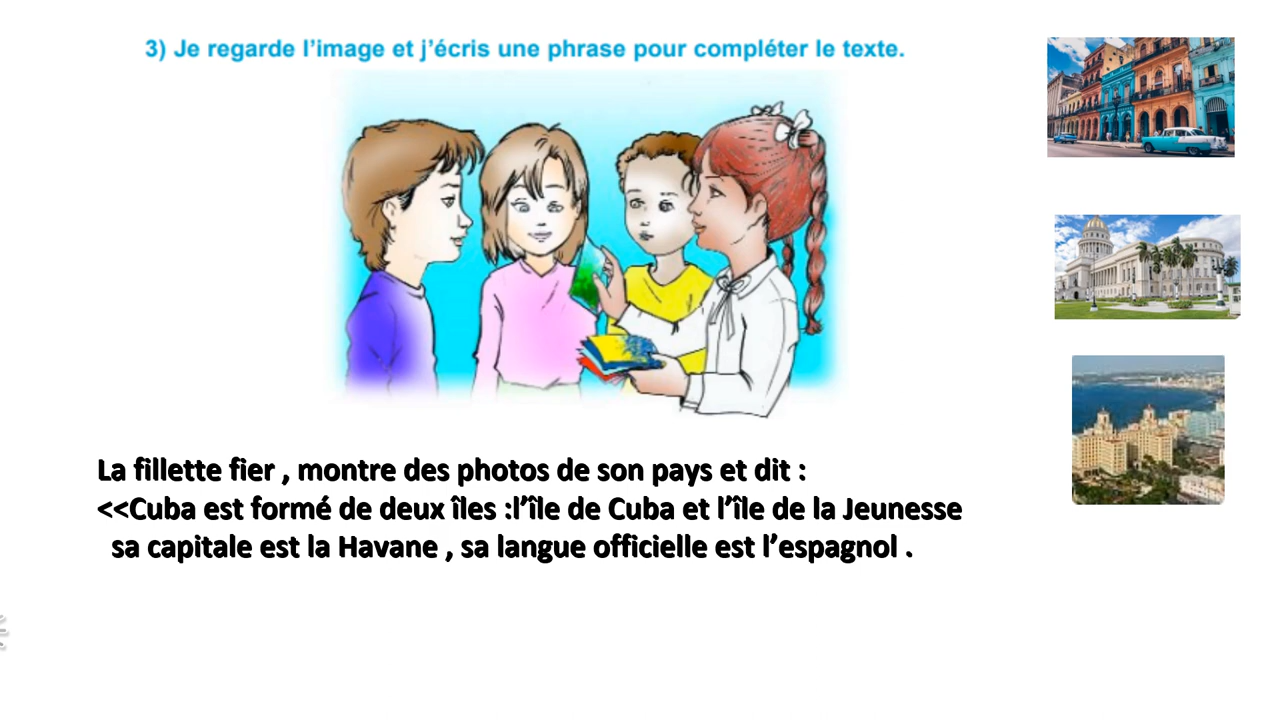 3) Je regarde l’image et j’écris une phrase pour compléter le texte.
La fillette fier , montre des photos de son pays et dit :
<<Cuba est formé de deux îles :l’île de Cuba et l’île de la Jeunesse
sa capitale est la Havane , sa langue officielle est l’espagnol .